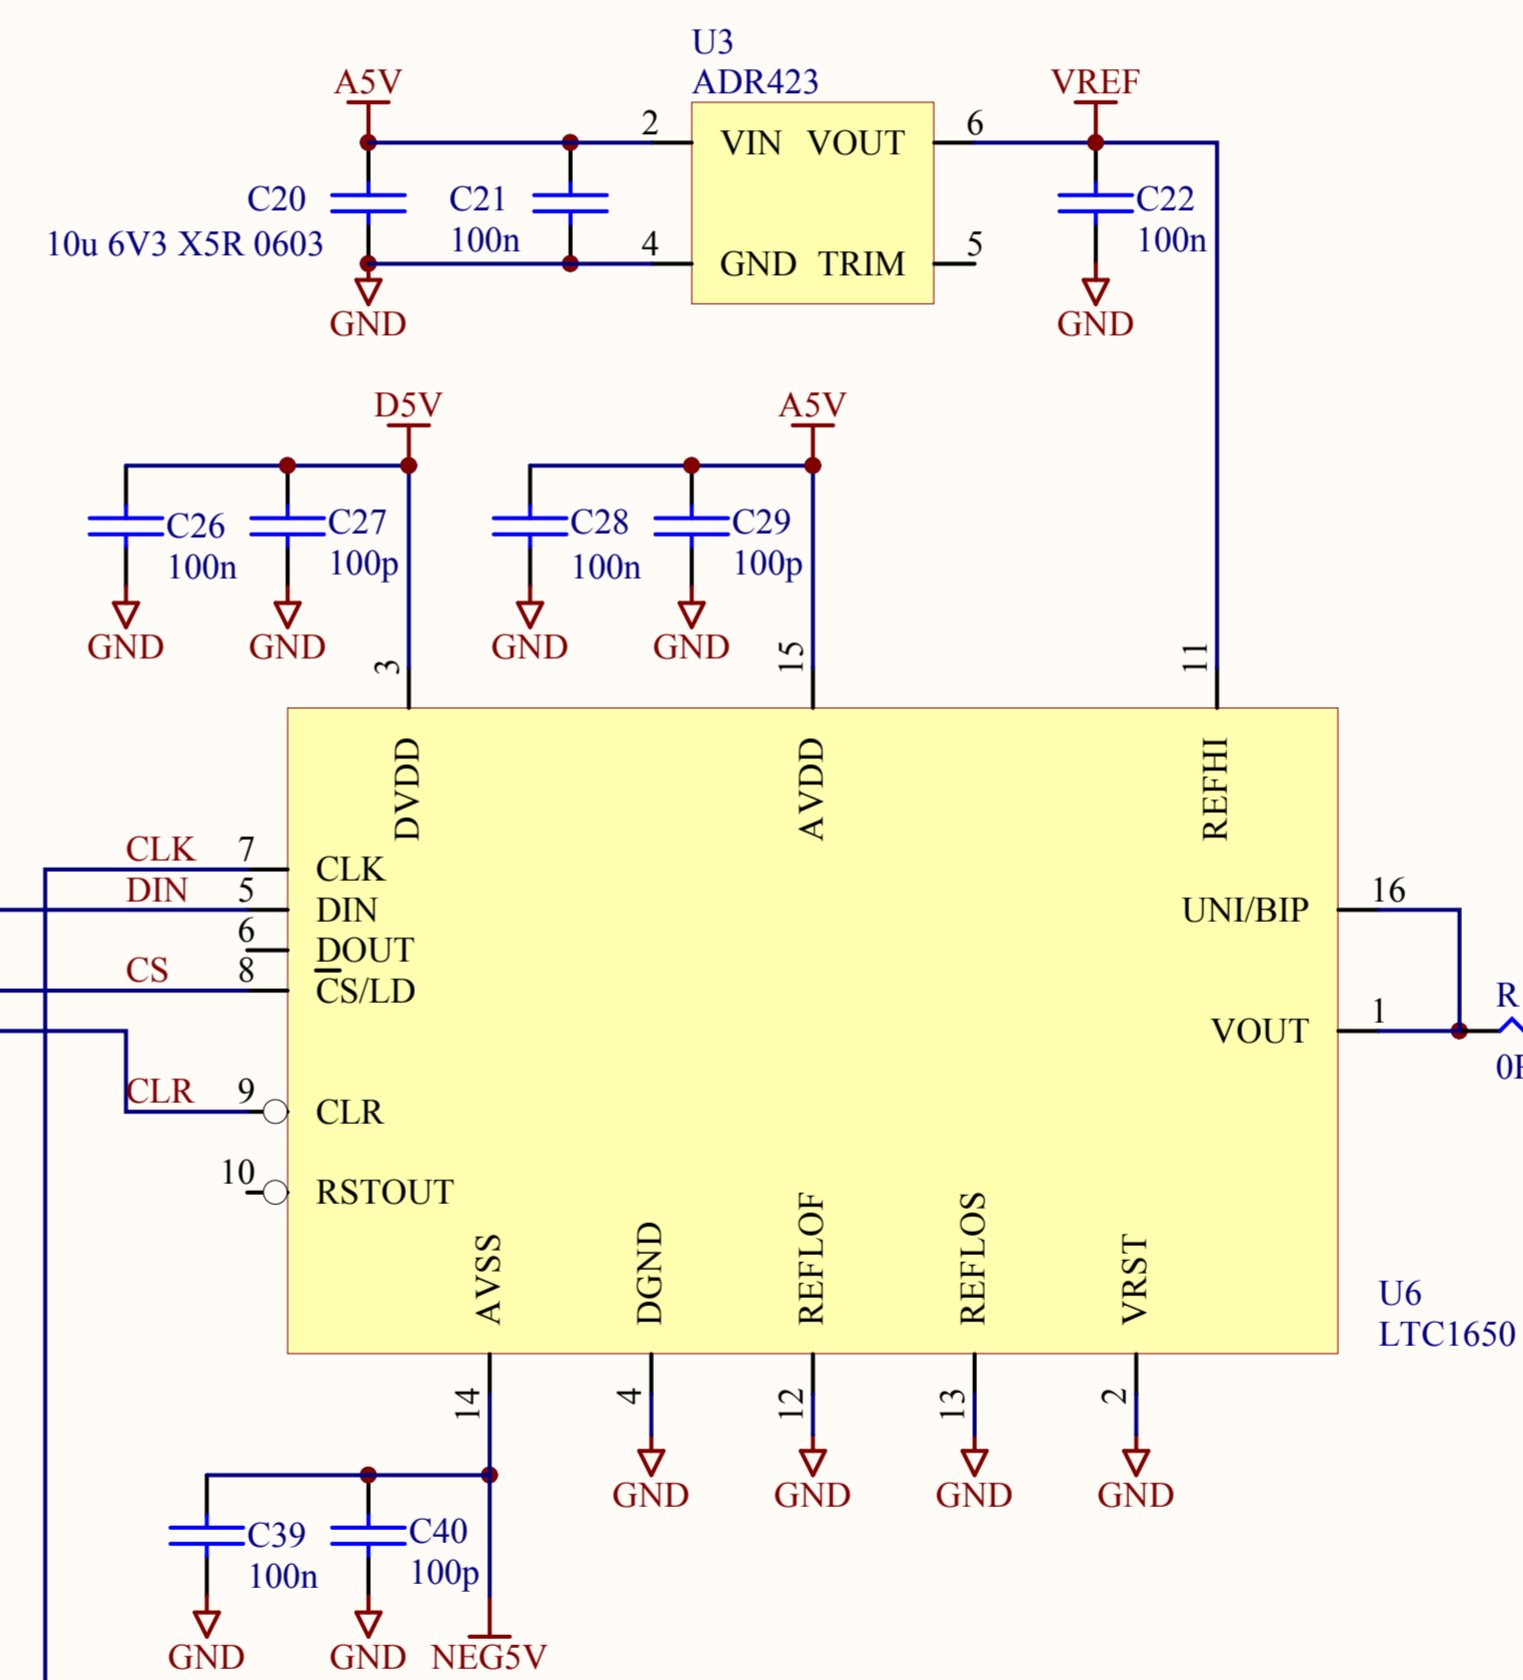 U3
ADR423
A5V
VREF
2
VIN VOUT
6
C20
10u 6V3 X5R 0603
C21
100n
4
GND TRIM
5
C22
100n
GND
GND
D5V
A5V
C26
100n
C27
100p
C28
100n
C29
100p
GND
GND
GND
GND
3
15
11
DVDD
AVDD
REFHI
CLK
7
CLK
DIN
5
DIN
6
DOUT
CS
8
CS/LD
CLR
9
CLR
10
RSTOUT
UNI/BIP
16
VOUT
1
R
AVSS
DGND
REFLOF
REFLOS
VRST
U6
LTC1650
14
4
12
13
2
GND
GND
GND
GND
C39
100n
C40
100p
GND
GND
NEG5V